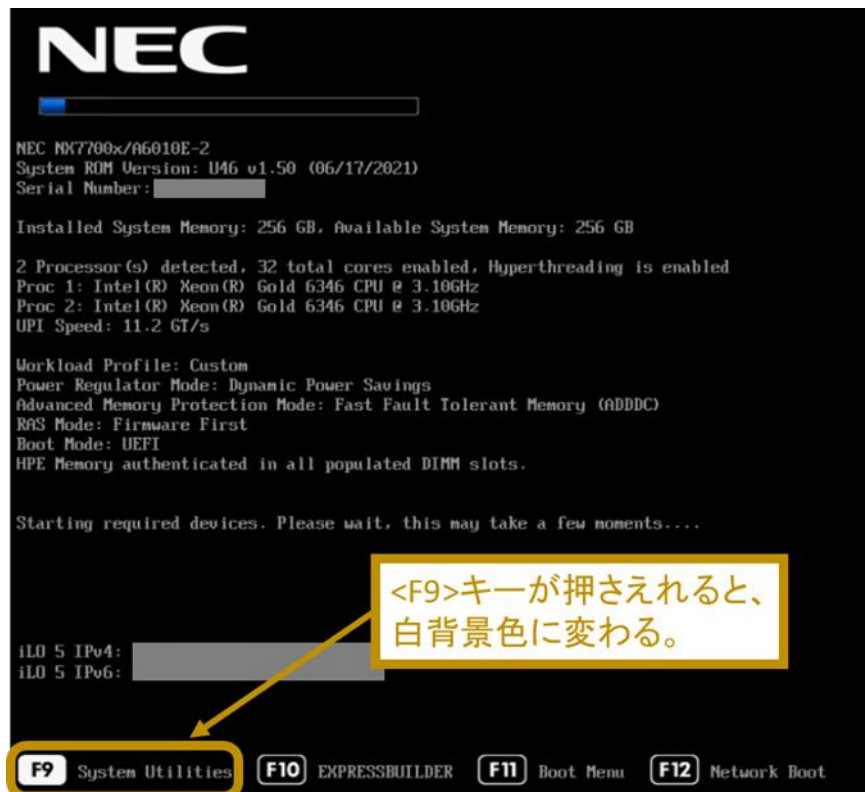 NEC
NEC NX7700x/A6010E-2
System ROM Version: U46 v1.50 (06/17/2021)
Serial Number:
Installed System Memory: 256 GB, Available System Memory: 256 GB
2 Processor(s) detected, 32 total cores enabled, Hyperthreading is enabled
Proc 1: Intel(R) Xeon(R) Gold 6346 CPU @ 3.10GHz
Proc 2: Intel(R) Xeon(R) Gold 6346 CPU @ 3.10GHz
UPI Speed: 11.2 GT/s
Workload Profile: Custom
Power Regulator Mode: Dynamic Power Savings
Advanced Memory Protection Mode: Fast Fault Tolerant Memory (ADDDC)
RAS Mode: Firmware First
Boot Mode: UEFI
HPE Memory authenticated in all populated DIMM slots.
Starting required devices. Please wait, this may take a few moments....
<F9>キーが押さえれると、
白背景色に変わる。
iLO 5 IPv4:
iLO 5 IPv6:
F9 System Utilities F10 EXPRESSBUILDER F11 Boot Menu F12 Network Boot